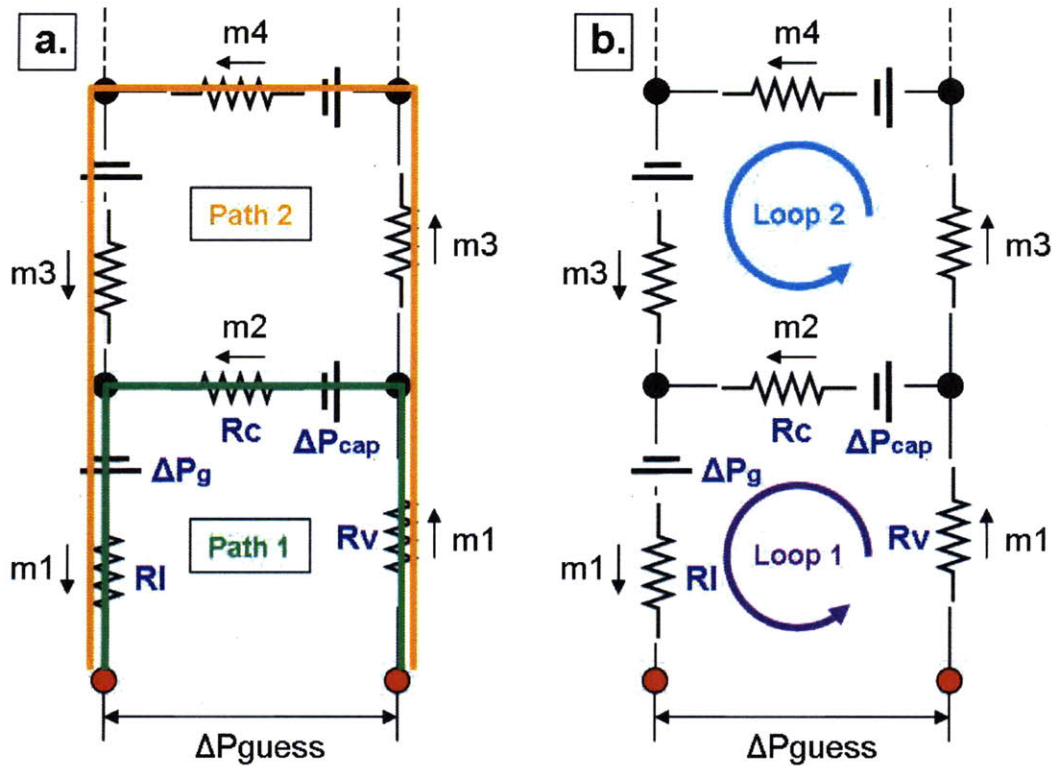 a.
m4
Path 2
m3
m3
m2
Rc
ΔPcap
ΔPg
Path 1
Rv
m1
m1
Rl
ΔPguess
b.
m4
Loop 2
m3
m3
m2
Rc
ΔPcap
ΔPg
Loop 1
Rv
m1
m1
Rl
ΔPguess